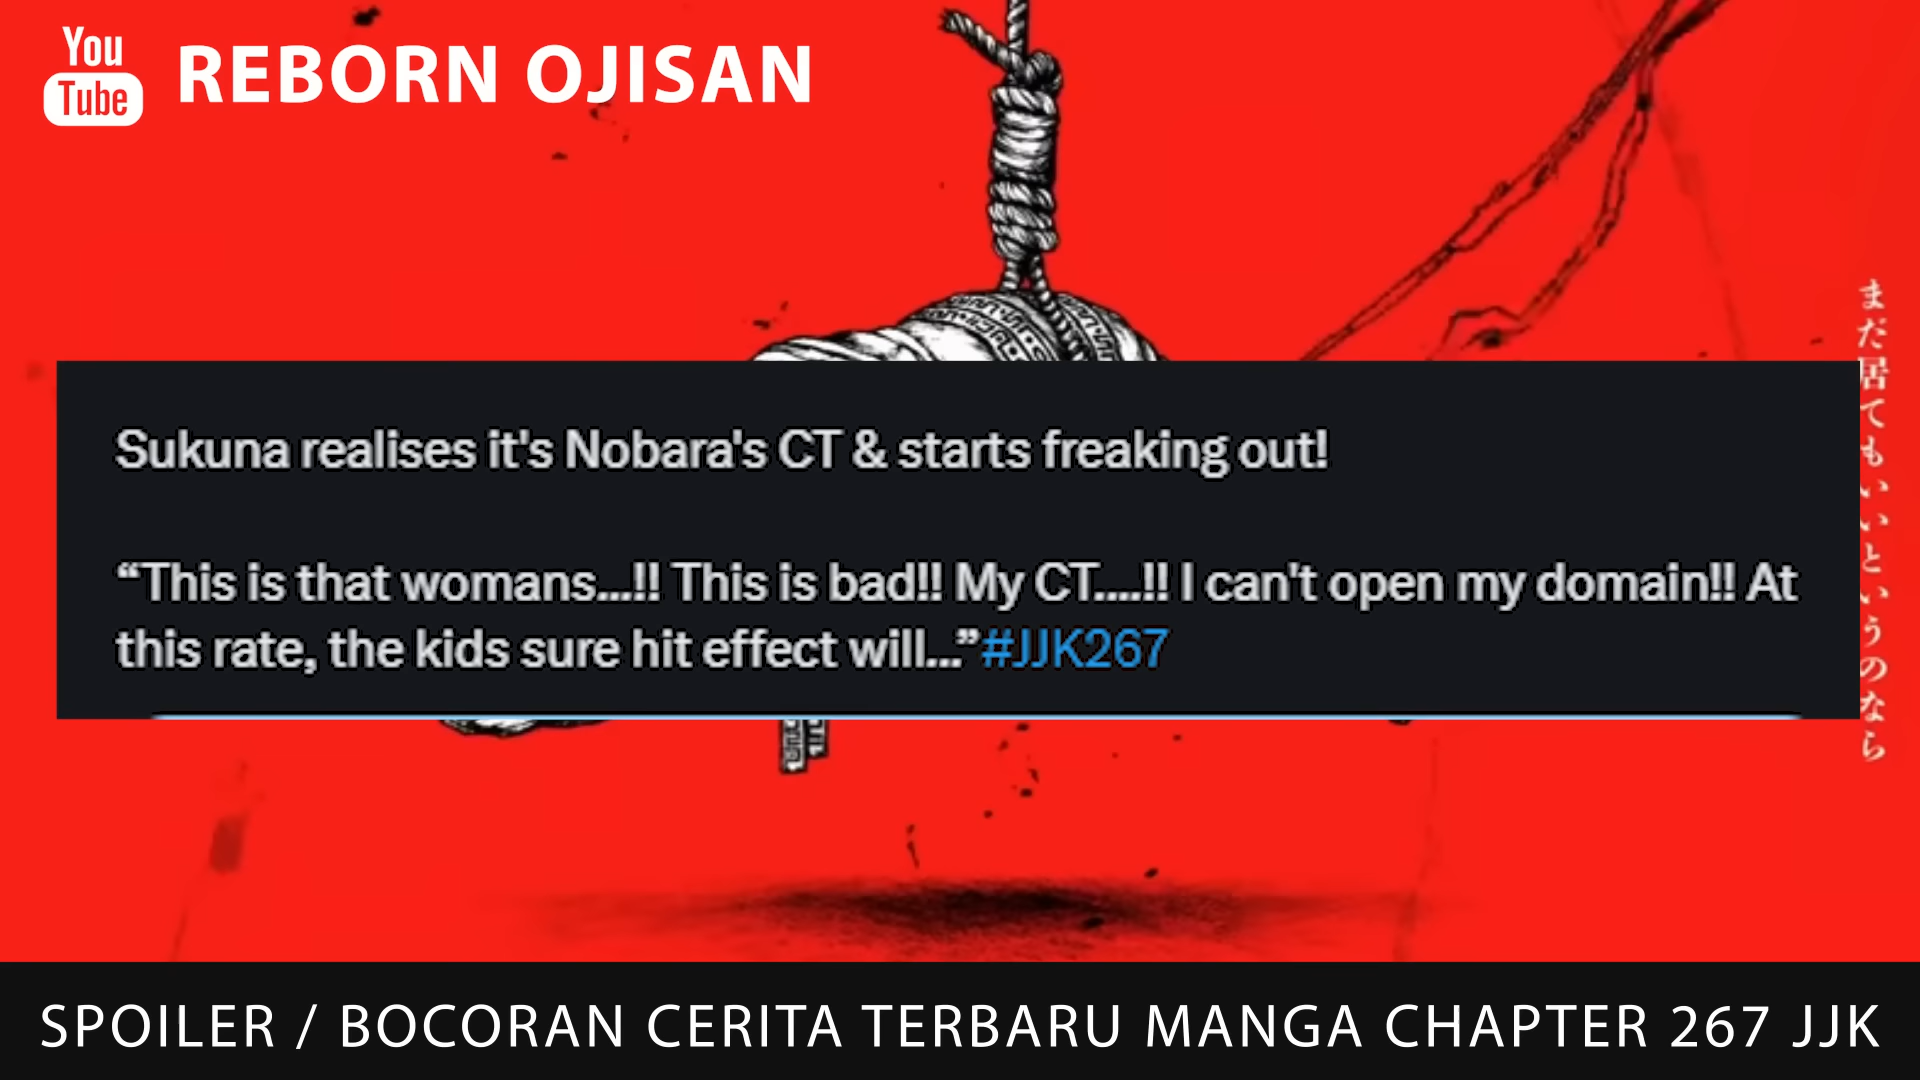 You
Tube
REBORN OJISAN
Sukuna realises it's Nobara's CT & starts freaking out!
“This is that womans...!! This is bad!! My CT....!! I can't open my domain!! At
this rate, the kids sure hit effect will...”#JJK267
まだ居てもいいというのなら
SPOILER / BOCORAN CERITA TERBARU MANGA CHAPTER 267 JJK